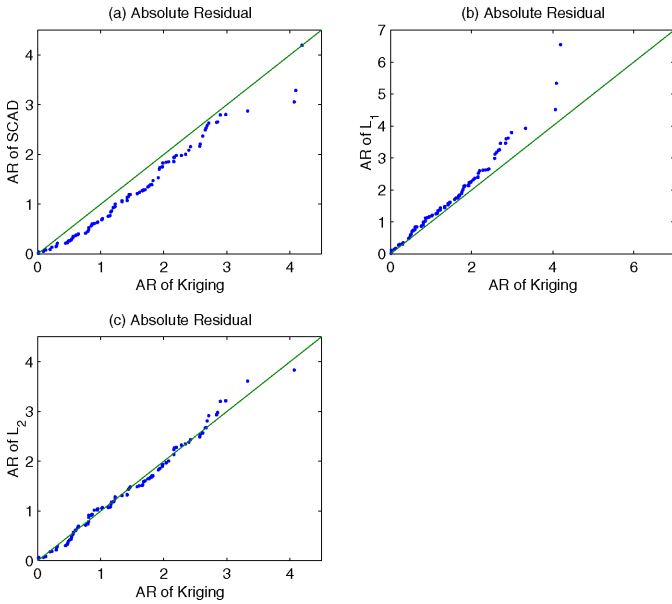 (a) Absolute Residual
AR of SCAD
4
3
2
1
0
0 1 2 3 4
AR of Kriging
(b) Absolute Residual
AR of L1
7
6
5
4
3
2
1
0
0 2 4 6
AR of Kriging
(c) Absolute Residual
AR of L2
4
3
2
1
0
0 1 2 3 4
AR of Kriging